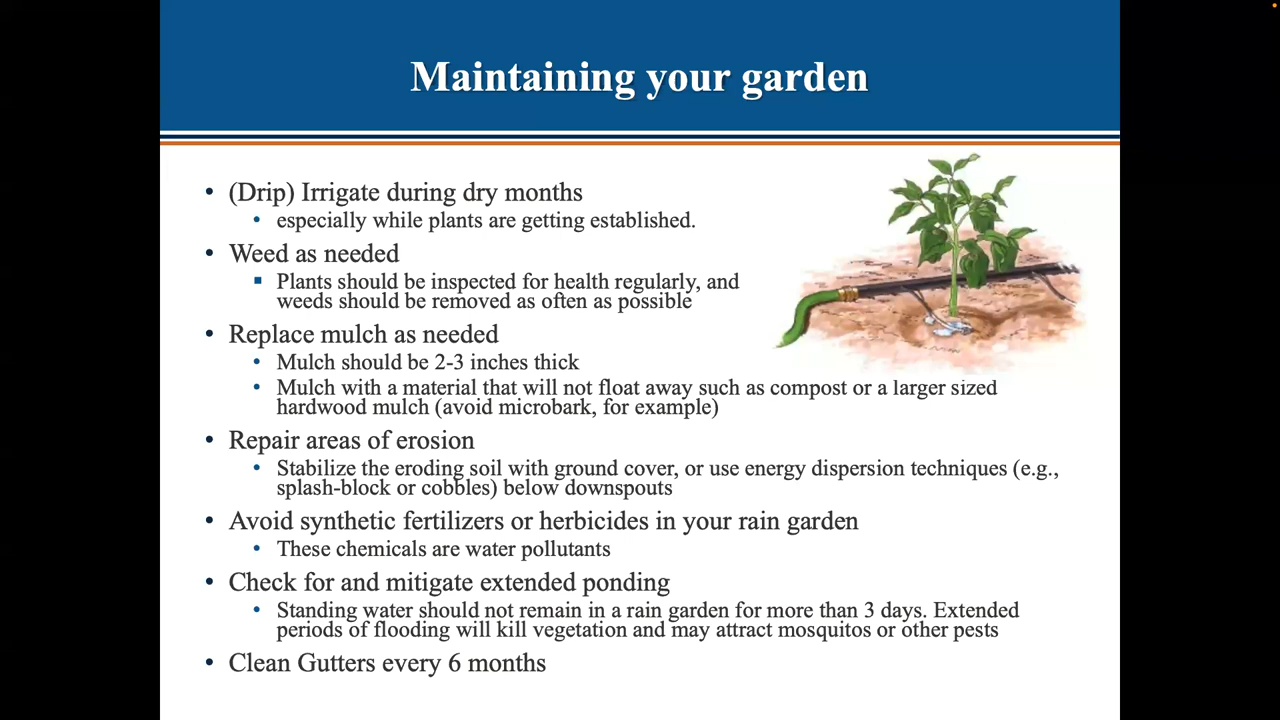 Maintaining your garden
• (Drip) Irrigate during dry months
• especially while plants are getting established.
• Weed as needed
▪ Plants should be inspected for health regularly, and
weeds should be removed as often as possible
• Replace mulch as needed
• Mulch should be 2-3 inches thick
• Mulch with a material that will not float away such as compost or a larger sized
hardwood mulch (avoid microbark, for example)
• Repair areas of erosion
• Stabilize the eroding soil with ground cover, or use energy dispersion techniques (e.g.,
splash-block or cobbles) below downspouts
• Avoid synthetic fertilizers or herbicides in your rain garden
• These chemicals are water pollutants
• Check for and mitigate extended ponding
• Standing water should not remain in a rain garden for more than 3 days. Extended
periods of flooding will kill vegetation and may attract mosquitos or other pests
• Clean Gutters every 6 months